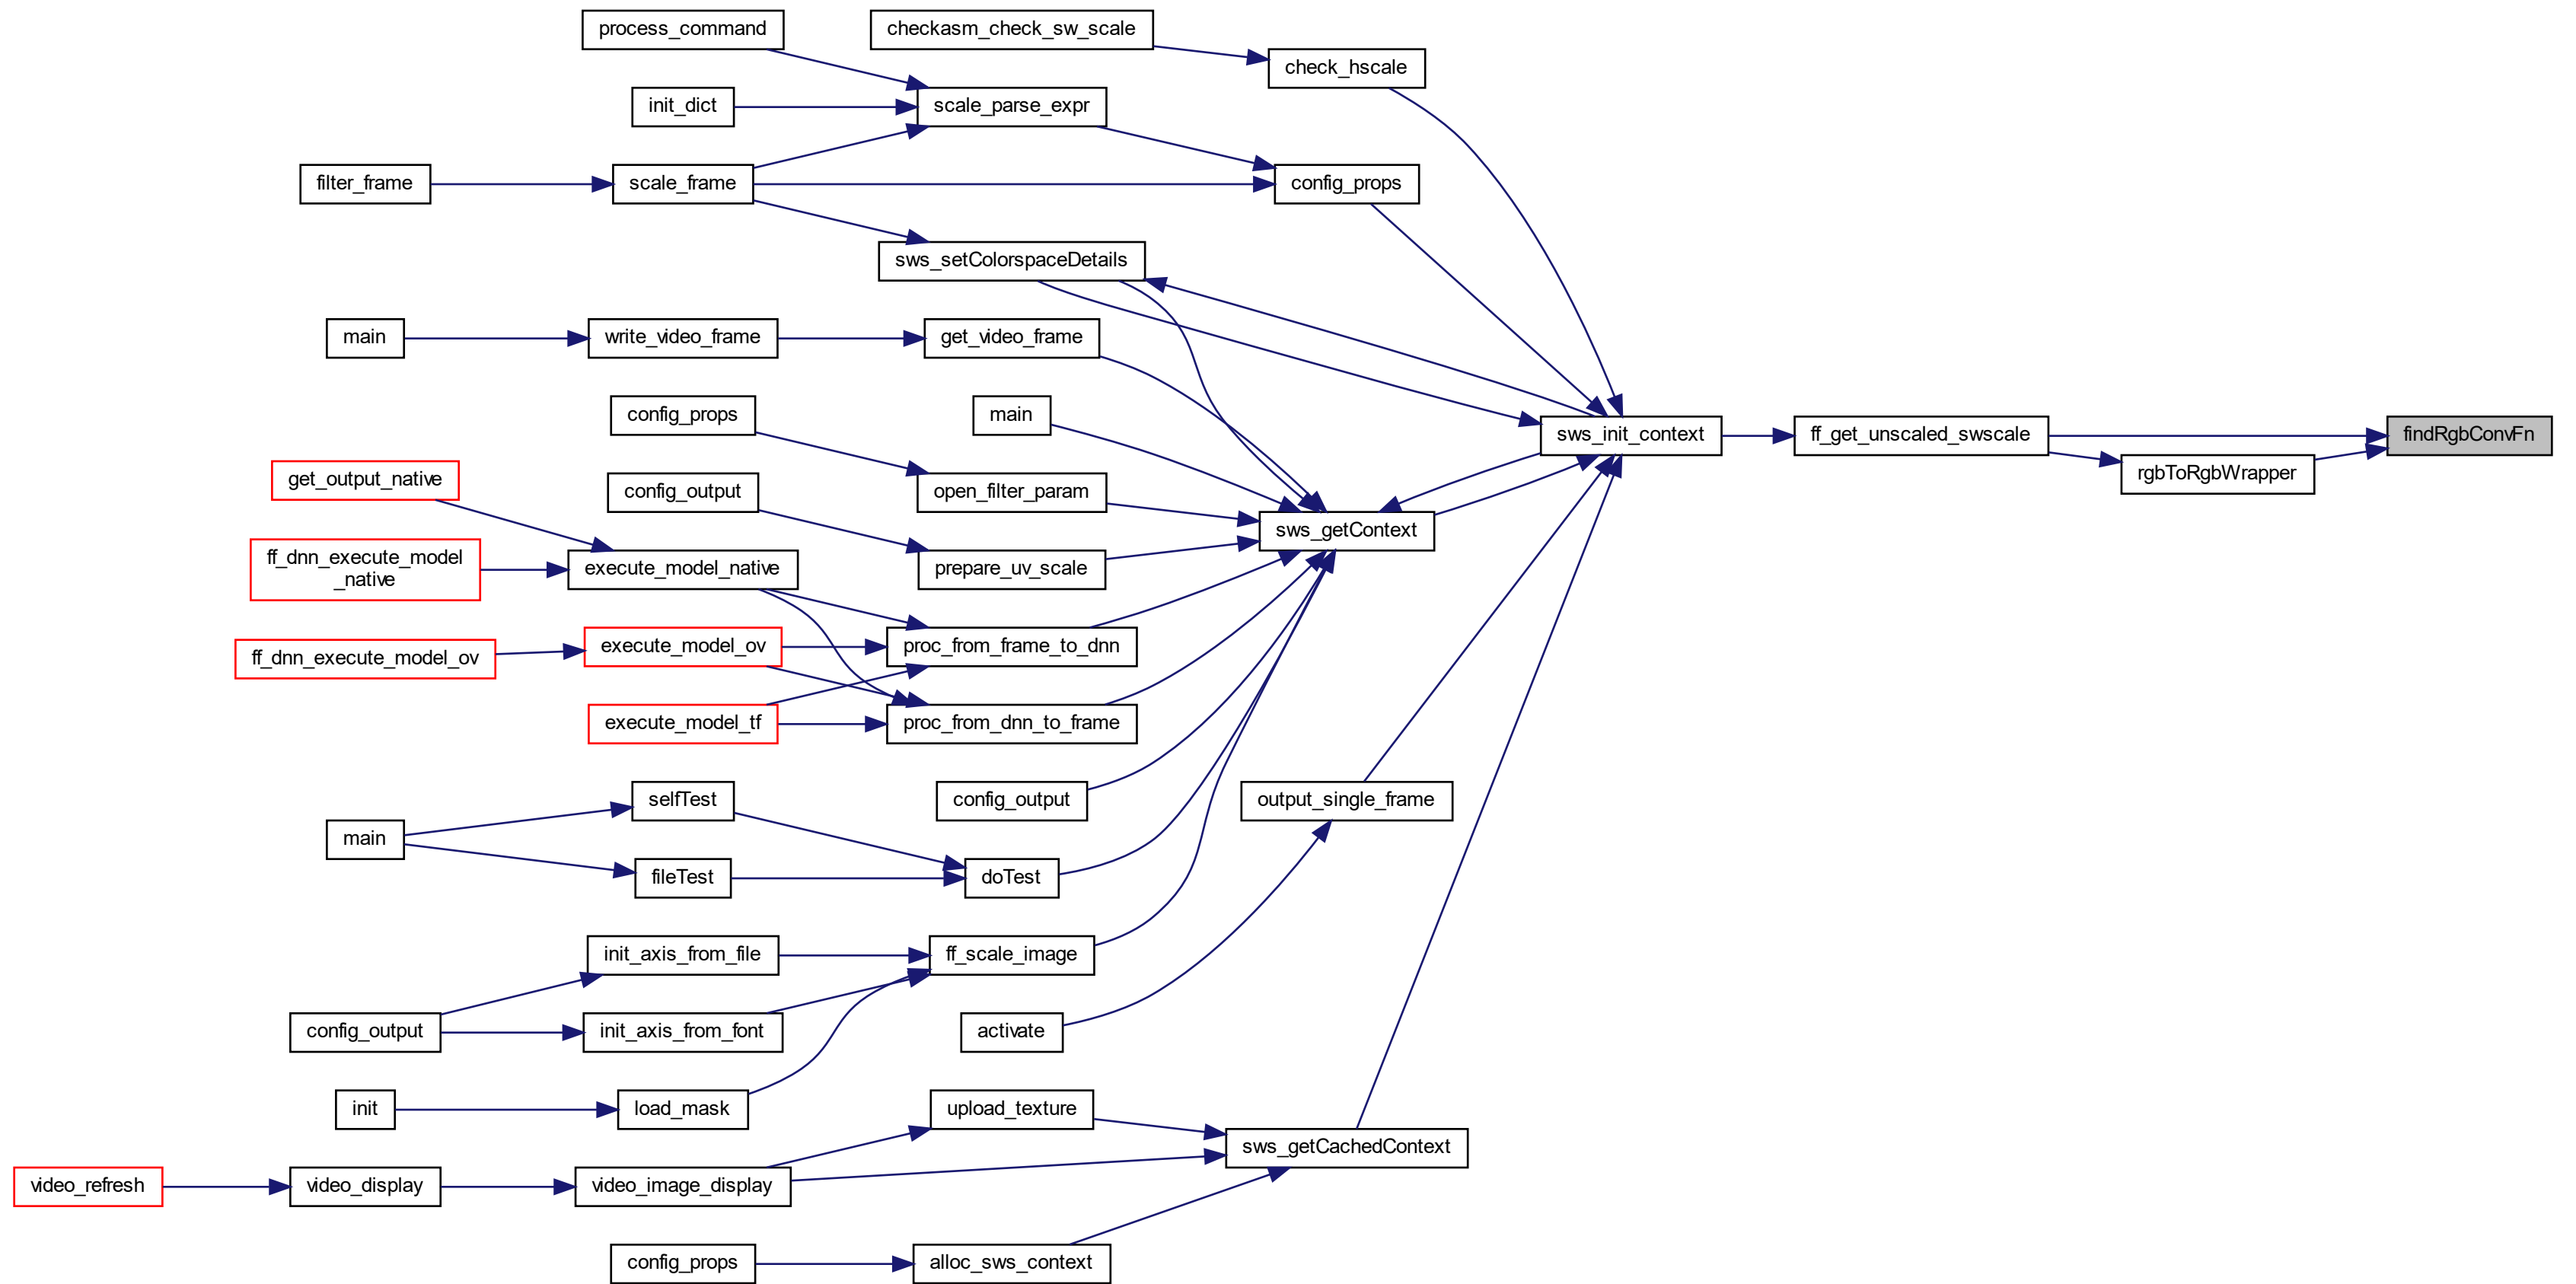 process_command
checkasm_check_sw_scale
check_hscale
init_dict
scale_parse_expr
filter_frame
scale_frame
config_props
sws_setColorspaceDetails
main
write_video_frame
get_video_frame
config_props
main
sws_init_context
ff_get_unscaled_swscale
findRgbConvFn
rgbToRgbWrapper
get_output_native
config_output
open_filter_param
sws_getContext
ff_dnn_execute_model
_native
execute_model_native
prepare_uv_scale
ff_dnn_execute_model_ov
execute_model_ov
proc_from_frame_to_dnn
execute_model_tf
proc_from_dnn_to_frame
selfTest
config_output
output_single_frame
main
fileTest
doTest
init_axis_from_file
ff_scale_image
config_output
init_axis_from_font
activate
init
load_mask
upload_texture
sws_getCachedContext
video_refresh
video_display
video_image_display
config_props
alloc_sws_context